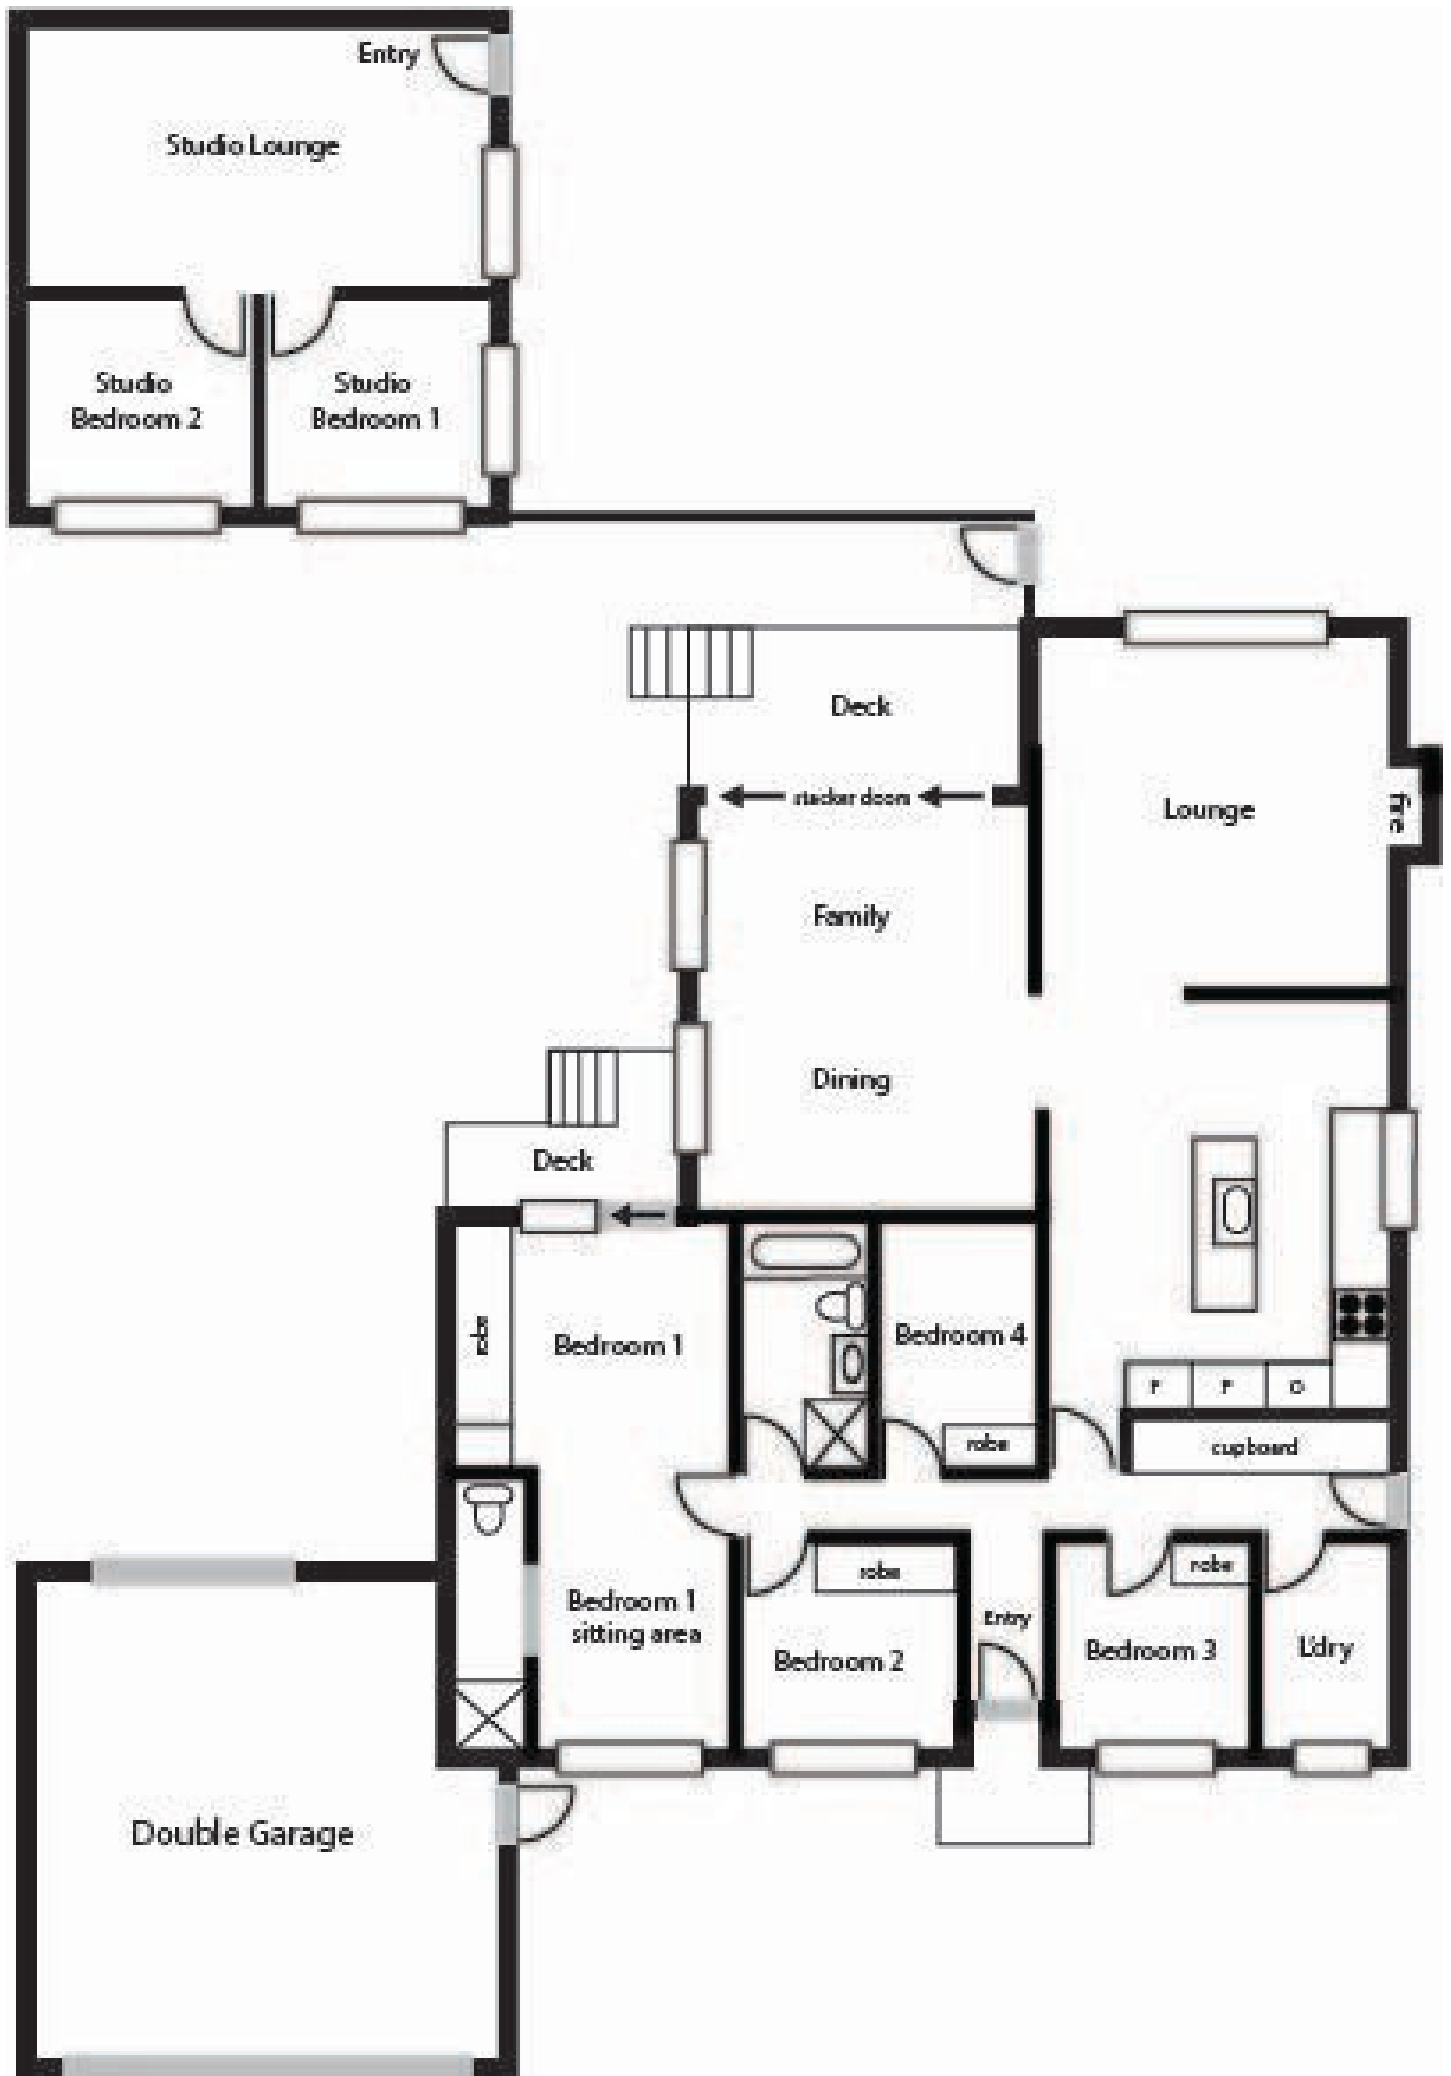 Entry
Studio Lounge
Studio
Bedroom 2
Studio
Bedroom 1
Deck
stacker doors
Lounge
fire
Family
Dining
Deck
robe
Bedroom 1
Bedroom 4
robe
P
cupboard
robe
robe
Bedroom 1
sitting area
Entry
Bedroom 2
Bedroom 3
L'dry
Double Garage